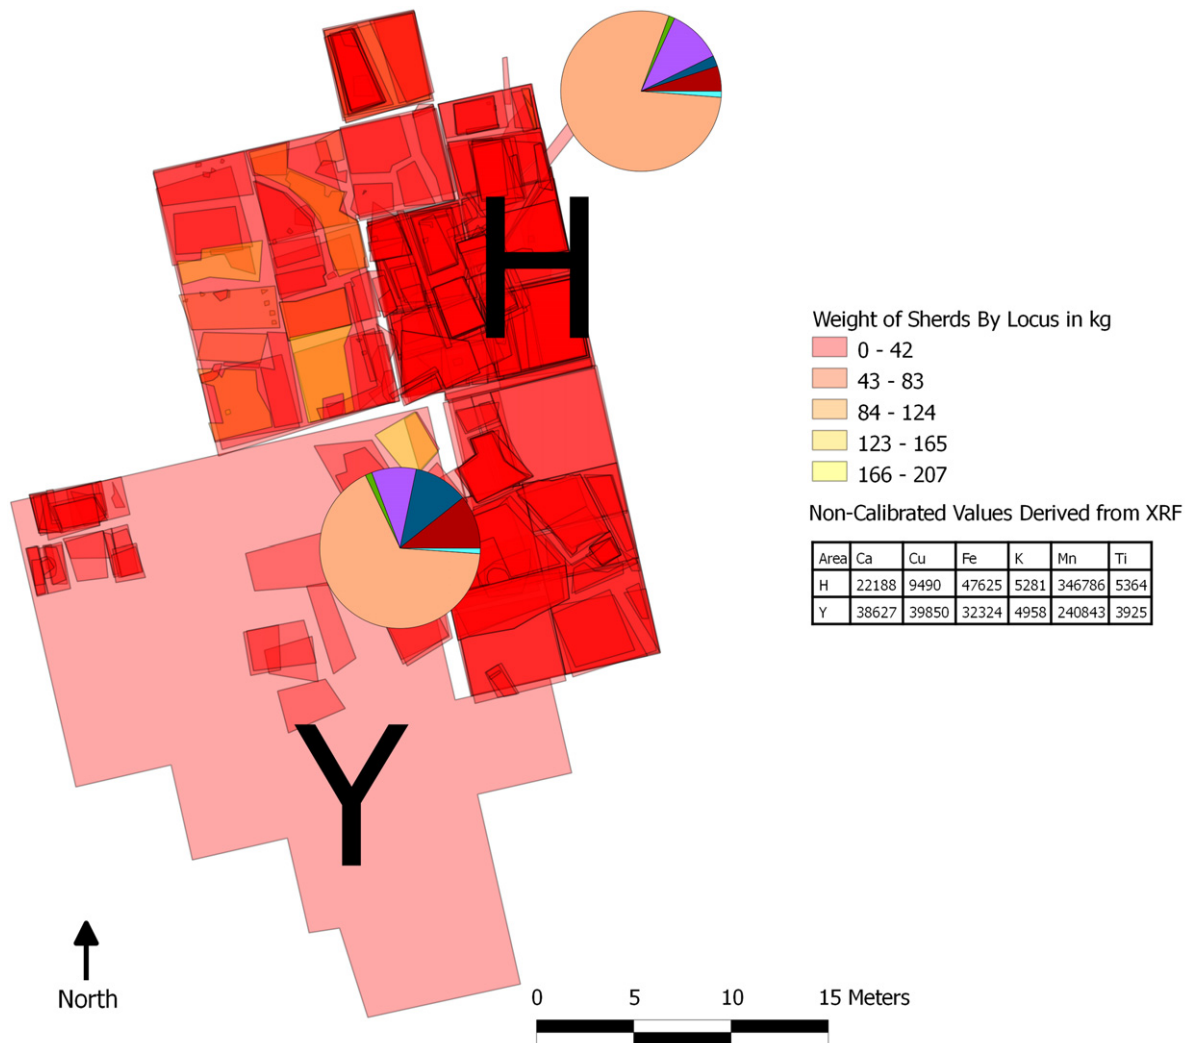 H
Weight of Sherds By Locus in kg
0 - 42
43 - 83
84 - 124
123 - 165
166 - 207
Non-Calibrated Values Derived from XRF
Area Ca Cu Fe K Mn Ti
H 22188 9490 47625 5281 346786 5364
Y 38627 39850 32324 4958 240843 3925
Y
North
0 5 10 15 Meters